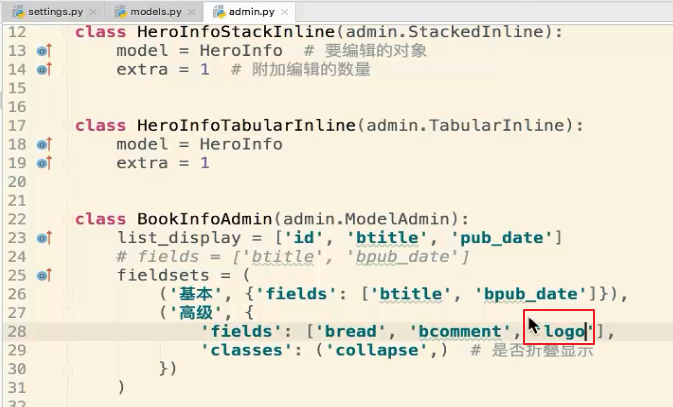 settings.py × models.py × admin.py ×
12 class HeroInfoStackInline(admin.StackedInline):
13 model = HeroInfo # 要编辑的对象
14 extra = 1 # 附加编辑的数量
15
16
17 class HeroInfoTabularInline(admin.TabularInline):
18 model = HeroInfo
19 extra = 1
20
21
22 class BookInfoAdmin(admin.ModelAdmin):
23 list_display = ['id', 'btitle', 'pub_date']
24 # fields = ['btitle', 'bpub_date']
25 fieldsets = (
26 ('基本', {'fields': ['btitle', 'bpub_date']}),
27 ('高级', {
28 'fields': ['bread', 'bcomment', 'logo'],
29 'classes': ('collapse',) # 是否折叠显示
30 })
31 )